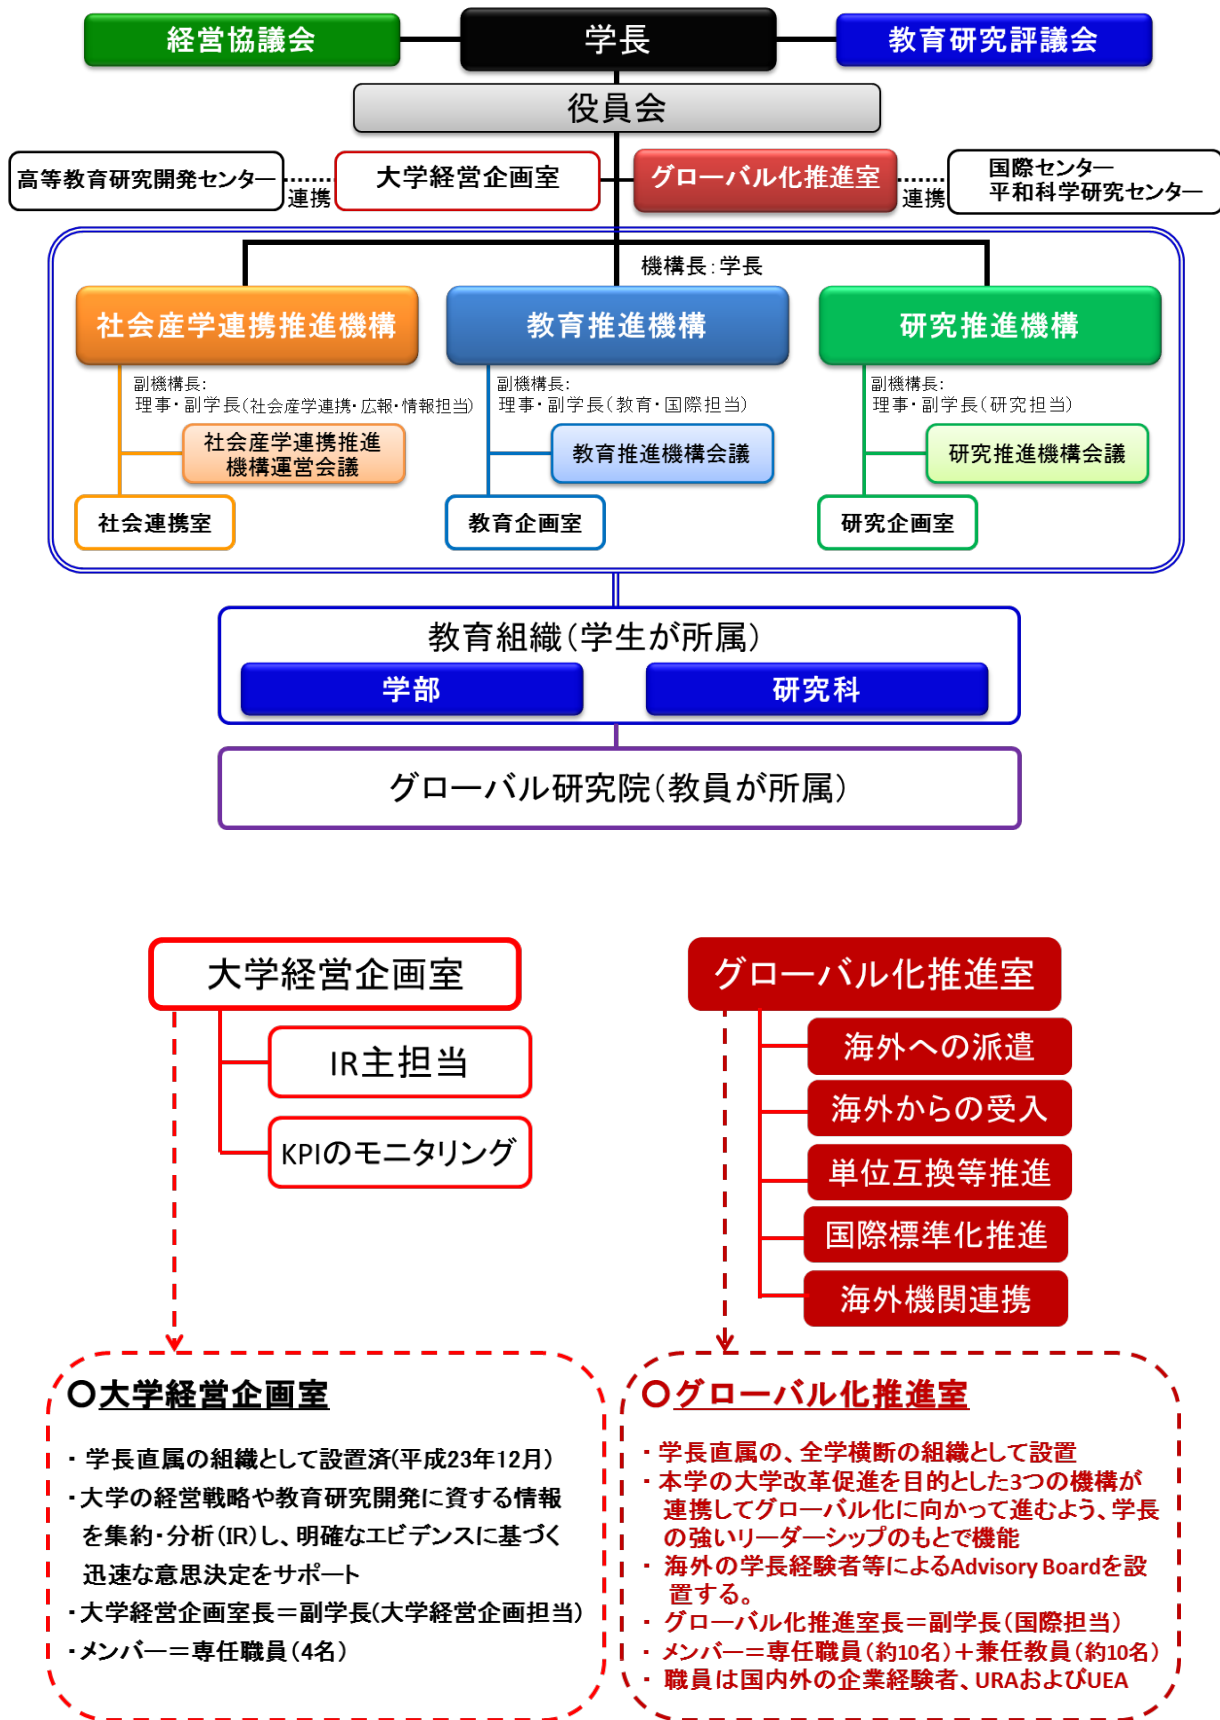 経営協議会
学長
教育研究評議会
役員会
高等教育研究開発センター
連携
大学経営企画室
グローバル化推進室
連携
国際センター
平和科学研究センター
機構長：学長
社会産学連携推進機構
教育推進機構
研究推進機構
副機構長：
理事・副学長（社会産学連携・広報・情報担当）
副機構長：
理事・副学長（教育・国際担当）
副機構長：
理事・副学長（研究担当）
社会産学連携推進
機構運営会議
教育推進機構会議
研究推進機構会議
社会連携室
教育企画室
研究企画室
教育組織（学生が所属）
学部
研究科
グローバル研究院（教員が所属）
大学経営企画室
IR主担当
KPIのモニタリング
グローバル化推進室
海外への派遣
海外からの受入
単位互換等推進
国際標準化推進
海外機関連携
○大学経営企画室
・学長直属の組織として設置済(平成23年12月)
・大学の経営戦略や教育研究開発に資する情報
を集約・分析(IR)し、明確なエビデンスに基づく
迅速な意思決定をサポート
・大学経営企画室長＝副学長(大学経営企画担当)
・メンバー＝専任職員（4名）
○グローバル化推進室
・学長直属の、全学横断の組織として設置
・本学の大学改革促進を目的とした3つの機構が
連携してグローバル化に向かって進むよう、学長
の強いリーダーシップのもとで機能
・海外の学長経験者等によるAdvisory Boardを設
置する。
・グローバル化推進室長＝副学長（国際担当）
・メンバー＝専任職員（約10名）＋兼任教員（約10名）
・職員は国内外の企業経験者、URAおよびUEA